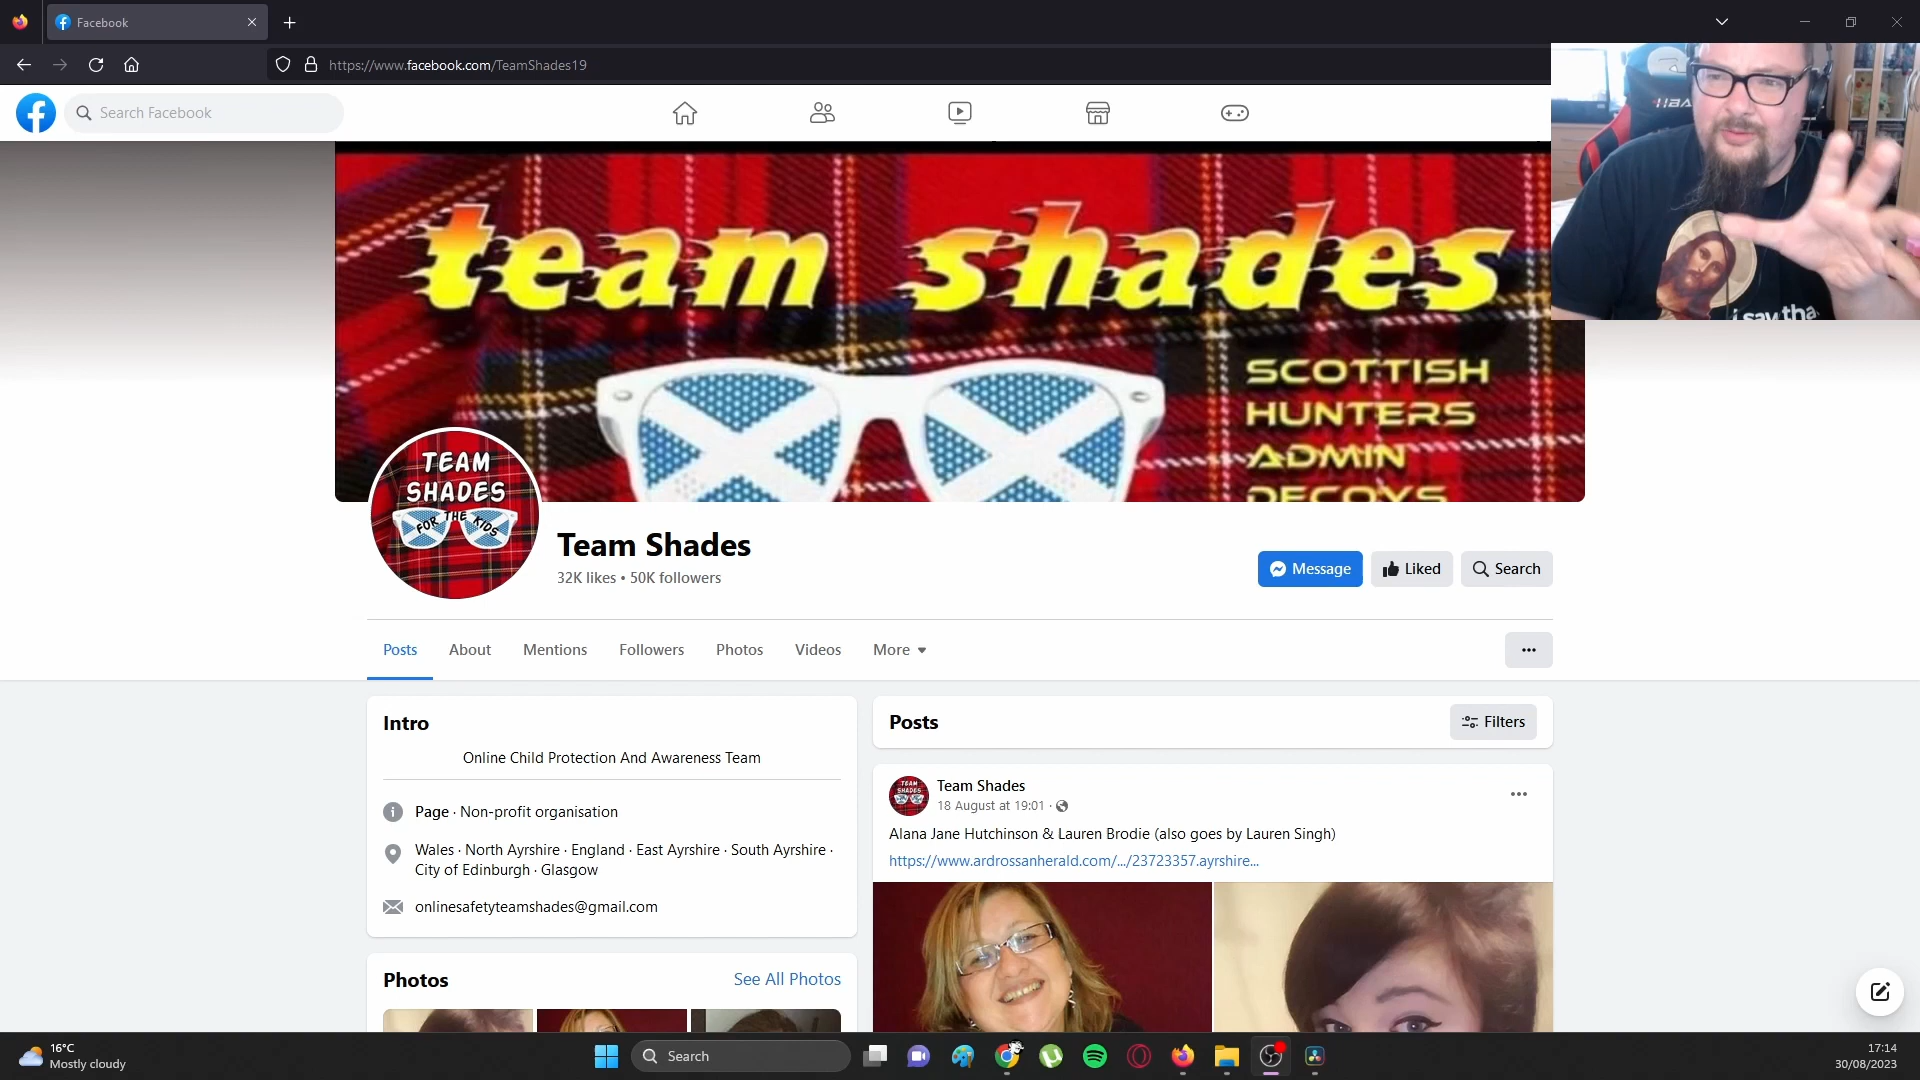 Facebook
https://www.facebook.com/TeamShades19
Search Facebook
HBA
i say tha
team shades
SCOTTISH
HUNTERS
ADMIN
DECOYS
TEAM
SHADES
FOR THE KIDS
Team Shades
32K likes • 50K followers
Message
Liked
Search
Posts
About
Mentions
Followers
Photos
Videos
More
Intro
Online Child Protection And Awareness Team
Page · Non-profit organisation
Wales · North Ayrshire · England · East Ayrshire · South Ayrshire ·
City of Edinburgh · Glasgow
onlinesafetyteamshades@gmail.com
Photos
See All Photos
Posts
Filters
TEAM
SHADES
Team Shades
18 August at 19:01 ·
Alana Jane Hutchinson & Lauren Brodie (also goes by Lauren Singh)
https://www.ardrossanherald.com/.../23723357.ayrshire...
16°C
Mostly cloudy
Search
17:14
30/08/2023